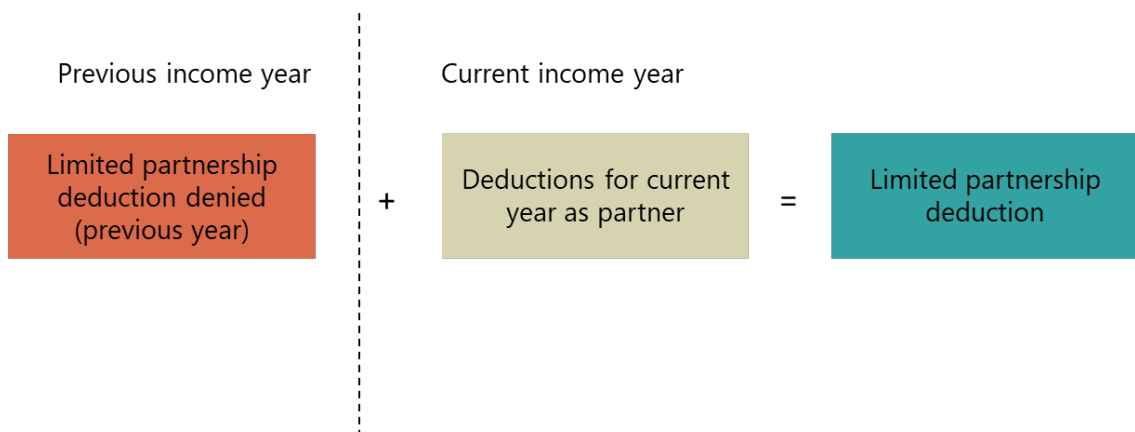 Previous income year
Current income year
Limited partnership
deduction denied
(previous year)
+
Deductions for current
year as partner
=
Limited partnership
deduction